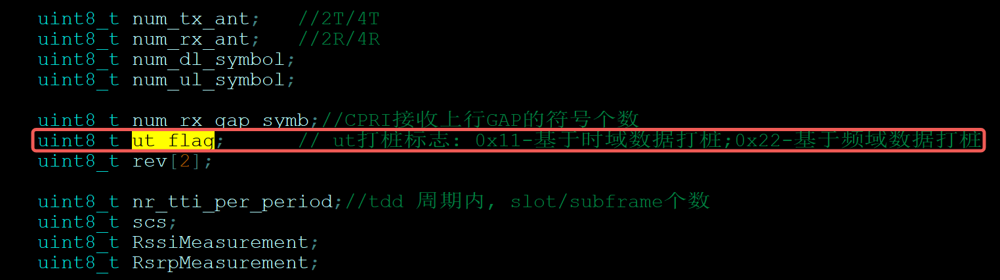 uint8_t num_tx_ant;   //2T/4T
uint8_t num_rx_ant;   //2R/4R
uint8_t num_dl_symbol;
uint8_t num_ul_symbol;
uint8_t num_rx_gap_symb;//CPRI接收上行GAP的符号个数
uint8_t ut_flag;       // ut打桩标志: 0x11-基于时域数据打桩;0x22-基于频域数据打桩
uint8_t rev[2];
uint8_t nr_tti_per_period;//tdd 周期内, slot/subframe个数
uint8_t scs;
uint8_t RssiMeasurement;
uint8_t RsrpMeasurement;